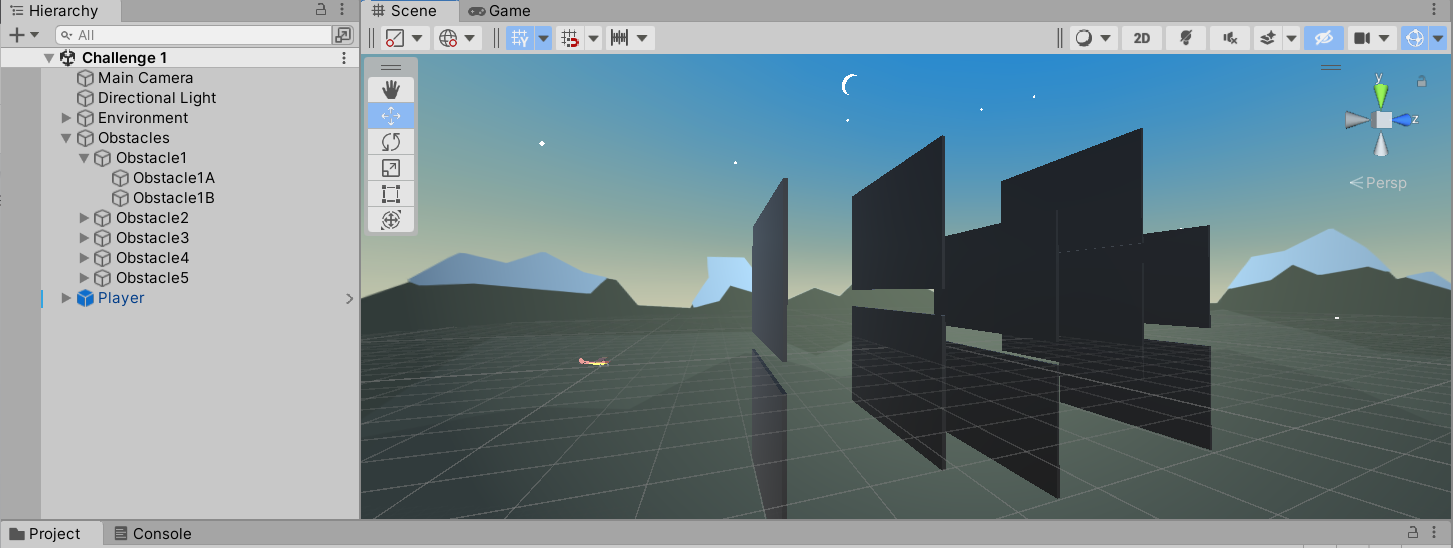 Hierarchy
Scene
Game
All
2D
Challenge 1
Main Camera
Directional Light
Environment
Obstacles
Obstacle1
Obstacle1A
Obstacle1B
Obstacle2
Obstacle3
Obstacle4
Obstacle5
Player
y
z
Persp
Project
Console